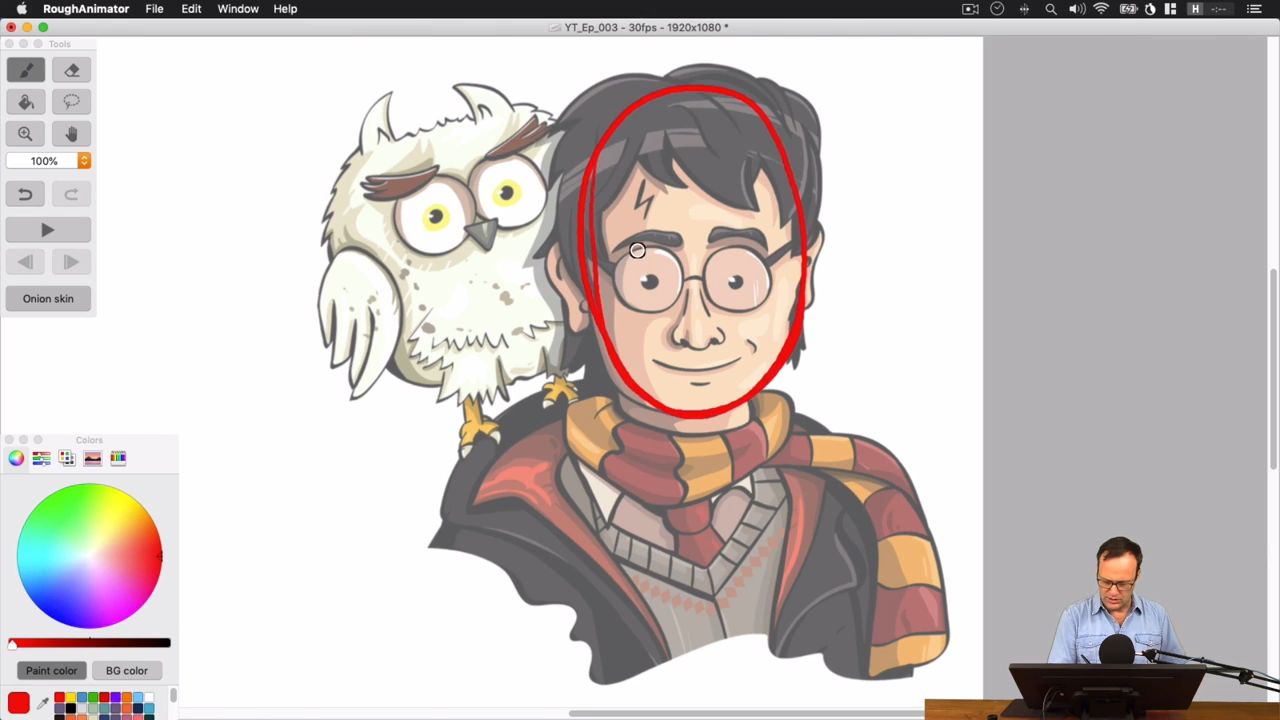 RoughAnimator File Edit Window Help H -:--
YT_Ep_003 - 30fps - 1920x1080 *
Tools
100%
Onion skin
Colors
Paint color BG color